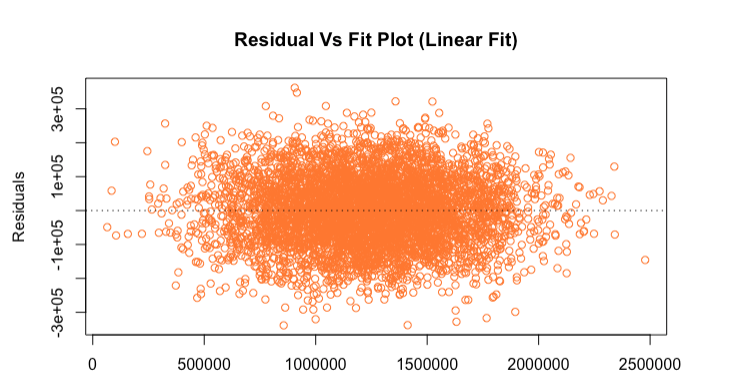 Residual Vs Fit Plot (Linear Fit)
Residuals
3e+05
1e+05
-1e+05
-3e+05
0 500000 1000000 1500000 2000000 2500000